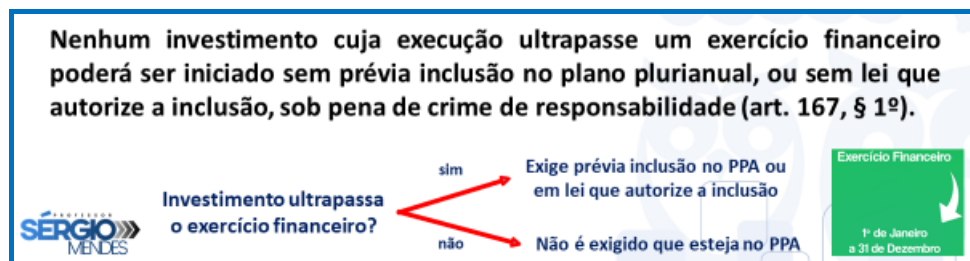 Nenhum investimento cuja execução ultrapasse um exercício financeiro
poderá ser iniciado sem prévia inclusão no plano plurianual, ou sem lei que
autorize a inclusão, sob pena de crime de responsabilidade (art. 167, § 1º).
Exercício Financeiro
sim
Exige prévia inclusão no PPA ou
em lei que autorize a inclusão
Investimento ultrapassa
o exercício financeiro?
PROFESSOR
SÉRGIO
MENDES
não
Não é exigido que esteja no PPA
1º de Janeiro
a 31 de Dezembro